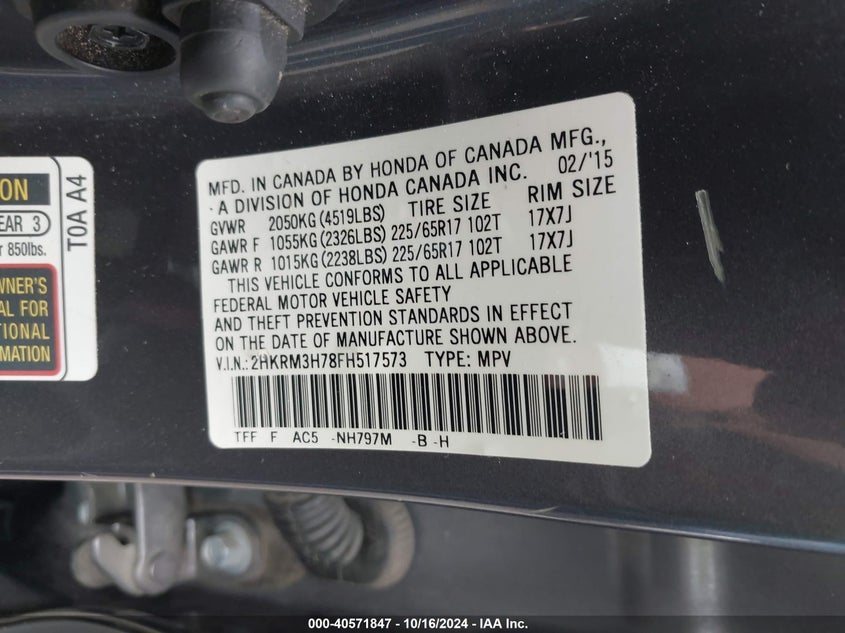 ON
EAR 3
r 850lbs.
WNER'S
AL FOR
TIONAL
RMATION
T0A A4
MFD. IN CANADA BY HONDA OF CANADA MFG.,
A DIVISION OF HONDA CANADA INC. 02/'15
GVWR 2050KG (4519LBS) TIRE SIZE RIM SIZE
GAWR F 1055KG (2326LBS) 225/65R17 102T 17X7J
GAWR R 1015KG (2238LBS) 225/65R17 102T 17X7J
THIS VEHICLE CONFORMS TO ALL APPLICABLE
FEDERAL MOTOR VEHICLE SAFETY
AND THEFT PREVENTION STANDARDS IN EFFECT
ON THE DATE OF MANUFACTURE SHOWN ABOVE.
V.I.N.: 2HKRM3H78FH517573 TYPE: MPV
TFF F AC5 -NH797M -B -H
000-40571847 / 10/16/2024 - IAA Inc.